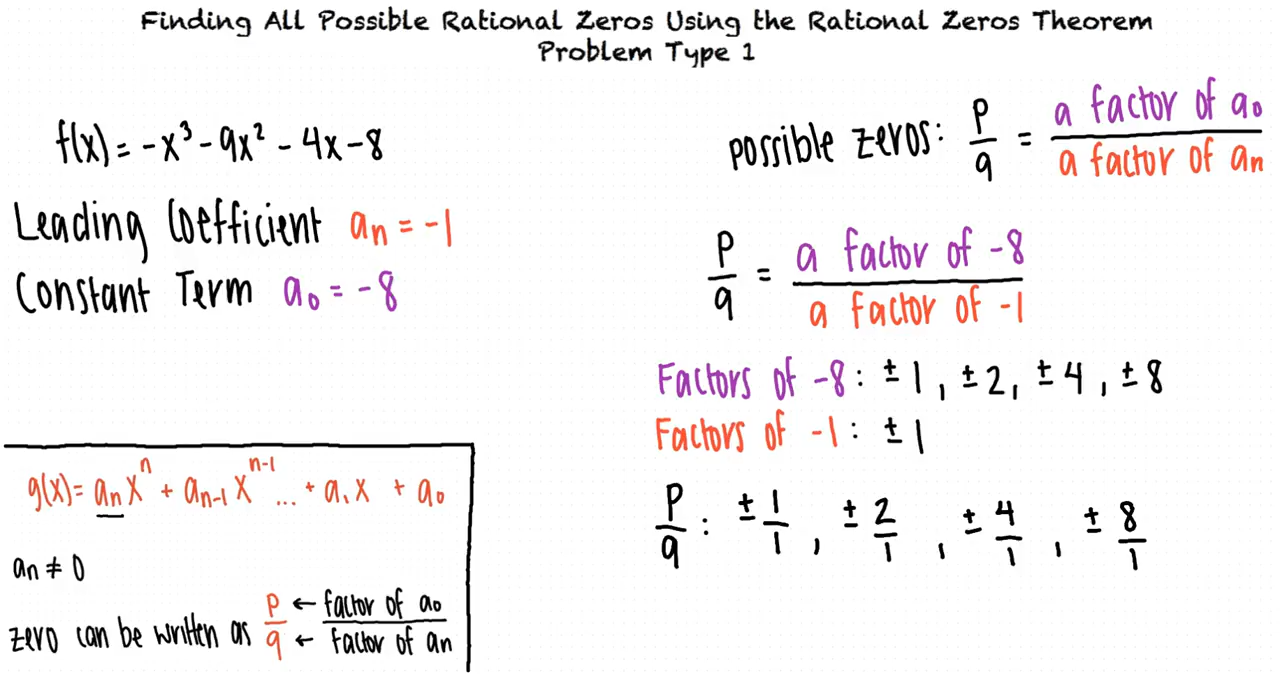 Finding All Possible Rational Zeros Using the Rational Zeros Theorem
Problem Type 1
f(x) = -x³ - 9x² - 4x - 8
Leading Coefficient aₙ = -1
Constant Term a₀ = -8
g(x) = aₙxⁿ + aₙ₋₁xⁿ⁻¹ ... + a₁x + a₀
aₙ ≠ 0
zero can be written as p/q ← factor of a₀ / ← factor of aₙ
possible zeros: p/q = a factor of a₀ / a factor of aₙ
p/q = a factor of -8 / a factor of -1
Factors of -8: ±1, ±2, ±4, ±8
Factors of -1: ±1
p/q: ± 1/1, ± 2/1, ± 4/1, ± 8/1